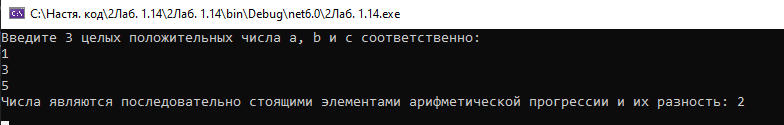 C:\Настя. код\2Лаб. 1.14\2Лаб. 1.14\bin\Debug\net6.0\2Лаб. 1.14.exe
Введите 3 целых положительных числа a, b и c соответственно:
1
3
5
Числа являются последовательно стоящими элементами арифметической прогрессии и их разность: 2